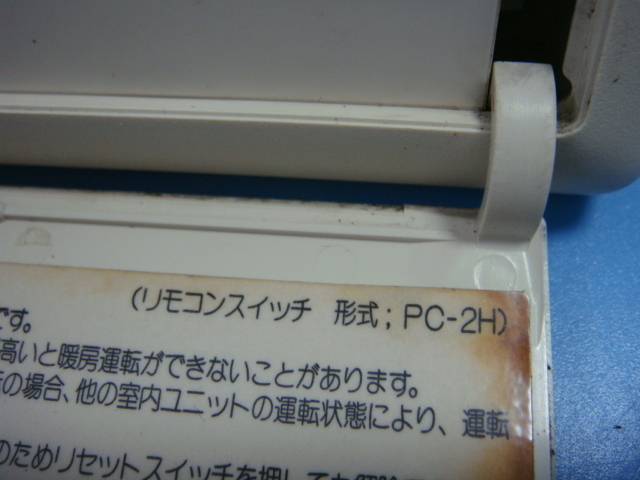 (リモコンスイッチ 形式; PC-2H)
です。
高いと暖房運転ができないことがあります。
の場合、他の室内ユニットの運転状態により、運転
のためリセットスイッチを押しても